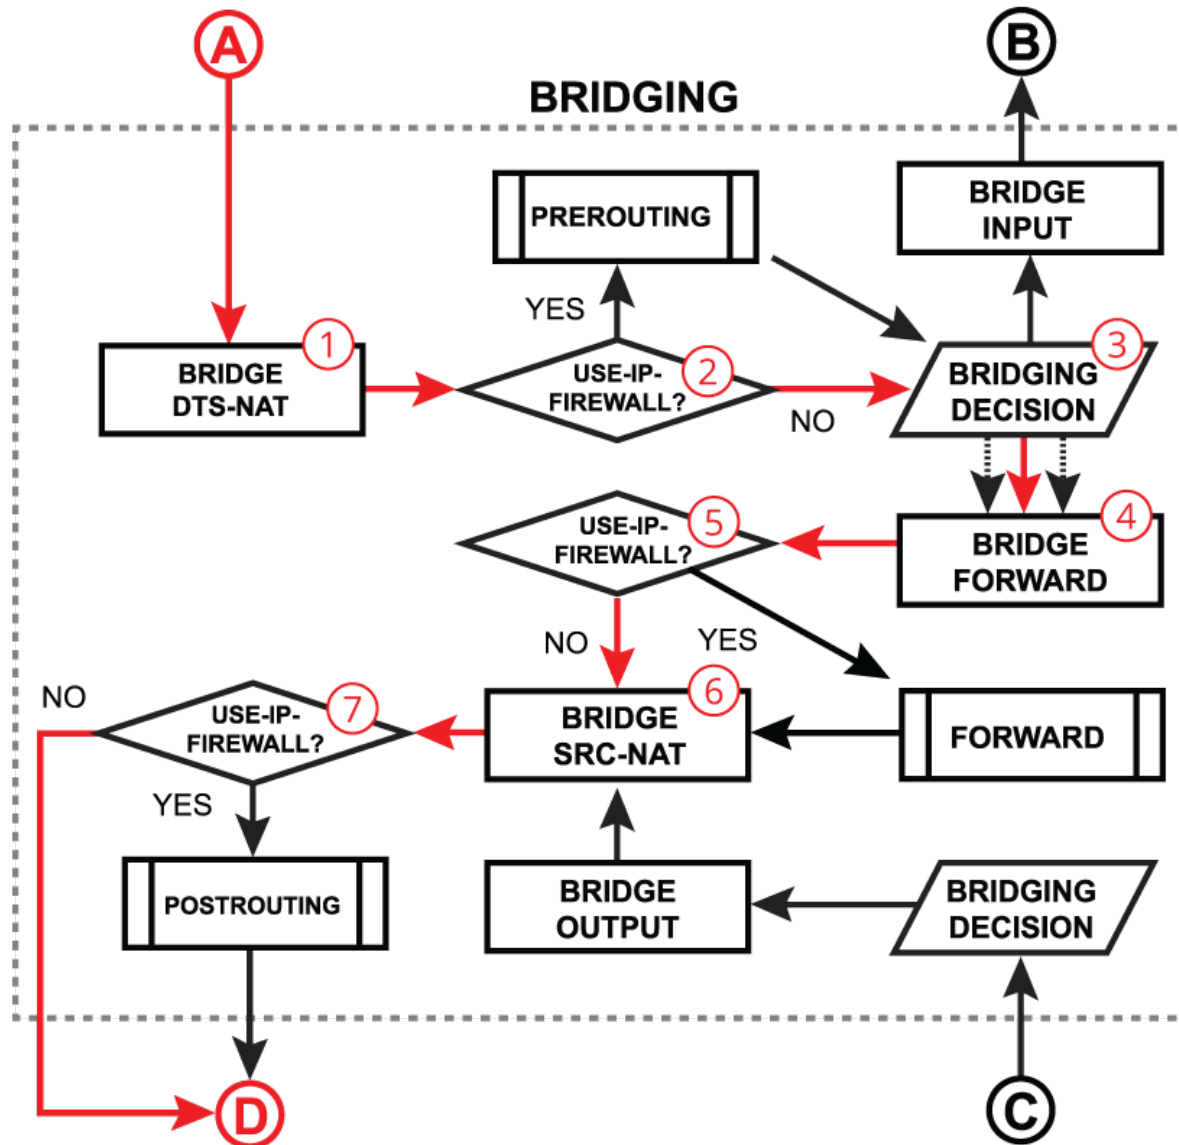 A
B
BRIDGING
PREROUTING
BRIDGE
INPUT
YES
1
BRIDGE
DTS-NAT
2
USE-IP-
FIREWALL?
NO
3
BRIDGING
DECISION
5
USE-IP-
FIREWALL?
4
BRIDGE
FORWARD
NO
YES
6
BRIDGE
SRC-NAT
NO
7
USE-IP-
FIREWALL?
FORWARD
YES
POSTROUTING
BRIDGE
OUTPUT
BRIDGING
DECISION
D
C